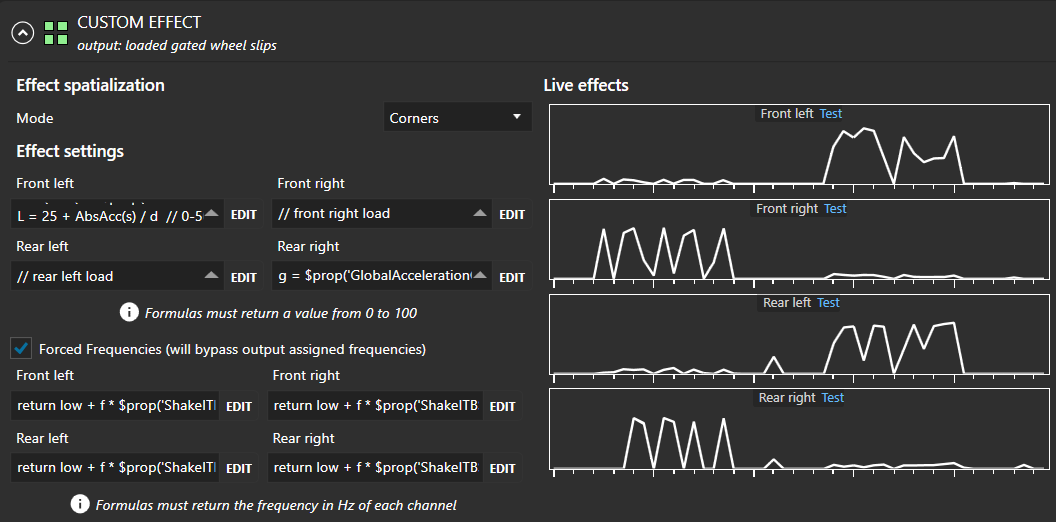 CUSTOM EFFECT
output: loaded gated wheel slips
Effect spatialization
Mode
Corners
Effect settings
Front left
Front right
L = 25 + AbsAcc(s) / d // 0-5
EDIT
// front right load
EDIT
Rear left
Rear right
// rear left load
EDIT
g = $prop('GlobalAcceleration
EDIT
Formulas must return a value from 0 to 100
Forced Frequencies (will bypass output assigned frequencies)
Front left
Front right
return low + f * $prop('ShakeITB
EDIT
return low + f * $prop('ShakeITB
EDIT
Rear left
Rear right
return low + f * $prop('ShakeITB
EDIT
return low + f * $prop('ShakeITB
EDIT
Formulas must return the frequency in Hz of each channel
Live effects
Front left Test
Front right Test
Rear left Test
Rear right Test